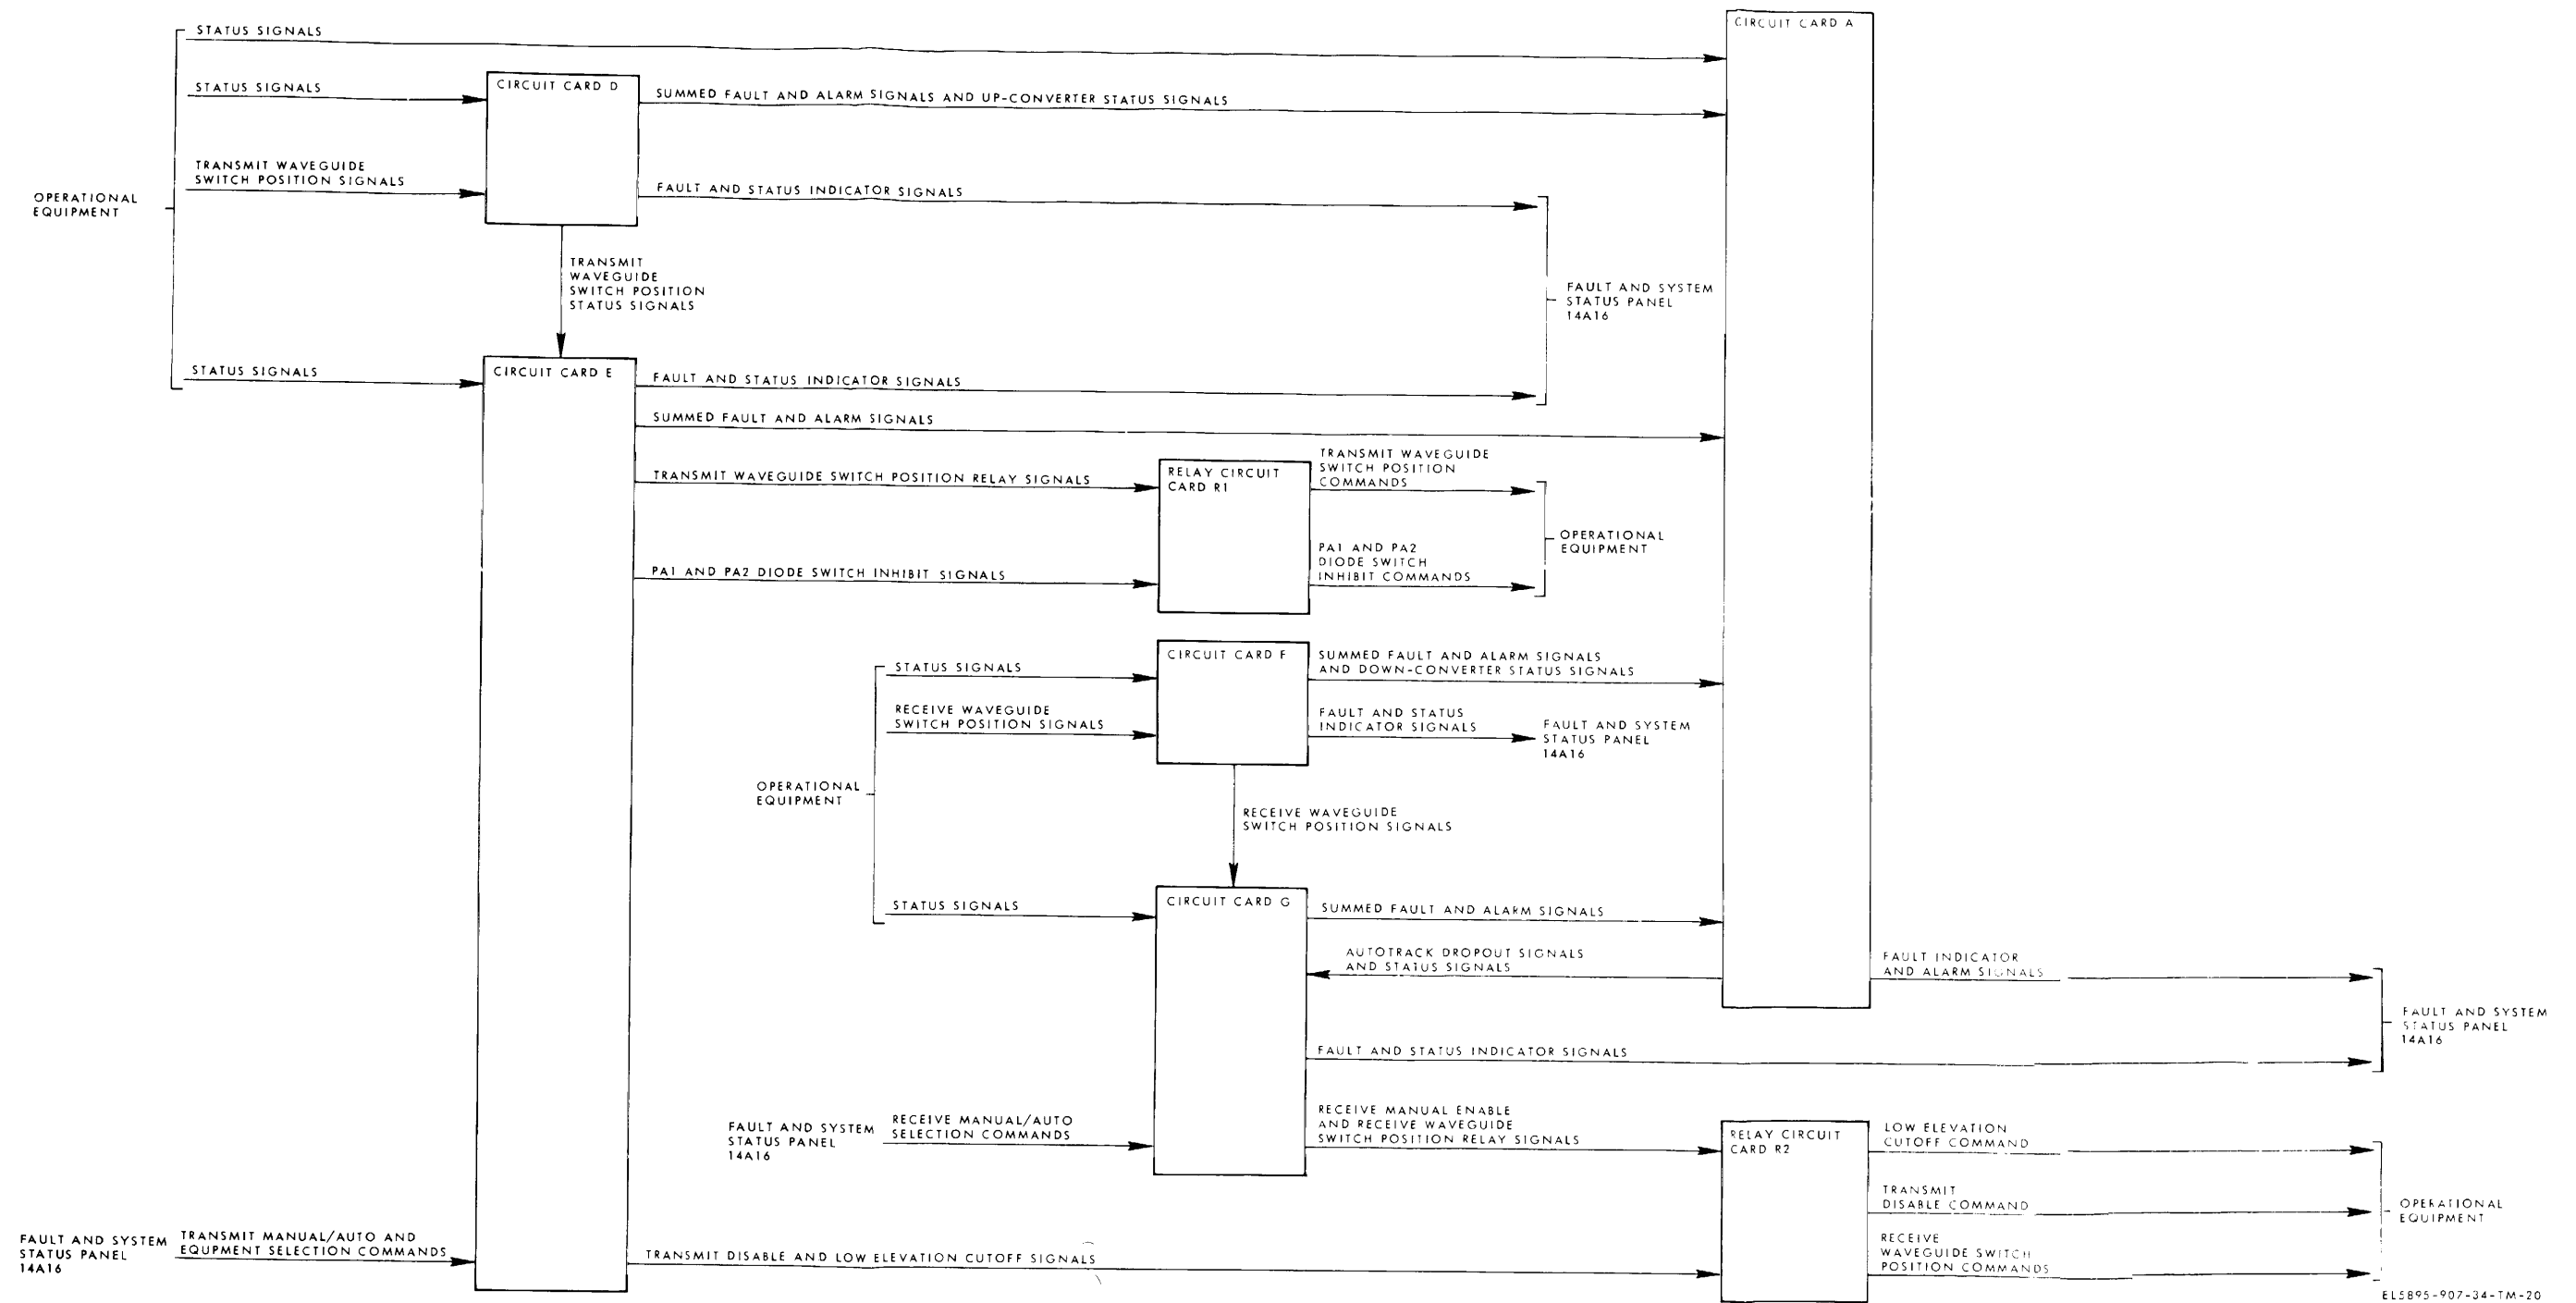 CIRCUIT CARD A
STATUS SIGNALS
STATUS SIGNALS
CIRCUIT CARD D
SUMMED FAULT AND ALARM SIGNALS AND UP-CONVERTER STATUS SIGNALS
TRANSMIT WAVEGUIDE
SWITCH POSITION SIGNALS
FAULT AND STATUS INDICATOR SIGNALS
OPERATIONAL
EQUIPMENT
TRANSMIT
WAVEGUIDE
SWITCH POSITION
STATUS SIGNALS
FAULT AND SYSTEM
STATUS PANEL
14A16
STATUS SIGNALS
CIRCUIT CARD E
FAULT AND STATUS INDICATOR SIGNALS
SUMMED FAULT AND ALARM SIGNALS
TRANSMIT WAVEGUIDE SWITCH POSITION RELAY SIGNALS
RELAY CIRCUIT
CARD R1
TRANSMIT WAVEGUIDE
SWITCH POSITION
COMMANDS
OPERATIONAL
EQUIPMENT
PA1 AND PA2 DIODE SWITCH INHIBIT SIGNALS
PA1 AND PA2
DIODE SWITCH
INHIBIT COMMANDS
STATUS SIGNALS
CIRCUIT CARD F
SUMMED FAULT AND ALARM SIGNALS
AND DOWN-CONVERTER STATUS SIGNALS
RECEIVE WAVEGUIDE
SWITCH POSITION SIGNALS
FAULT AND STATUS
INDICATOR SIGNALS
FAULT AND SYSTEM
STATUS PANEL
14A16
OPERATIONAL
EQUIPMENT
RECEIVE WAVEGUIDE
SWITCH POSITION SIGNALS
STATUS SIGNALS
CIRCUIT CARD G
SUMMED FAULT AND ALARM SIGNALS
AUTOTRACK DROPOUT SIGNALS
AND STATUS SIGNALS
FAULT INDICATOR
AND ALARM SIGNALS
FAULT AND SYSTEM
STATUS PANEL
14A16
FAULT AND STATUS INDICATOR SIGNALS
FAULT AND SYSTEM
STATUS PANEL
14A16
RECEIVE MANUAL/AUTO
SELECTION COMMANDS
RECEIVE MANUAL ENABLE
AND RECEIVE WAVEGUIDE
SWITCH POSITION RELAY SIGNALS
RELAY CIRCUIT
CARD R2
LOW ELEVATION
CUTOFF COMMAND
TRANSMIT
DISABLE COMMAND
OPERATIONAL
EQUIPMENT
RECEIVE
WAVEGUIDE SWITCH
POSITION COMMANDS
FAULT AND SYSTEM
STATUS PANEL
14A16
TRANSMIT MANUAL/AUTO AND
EQUPMENT SELECTION COMMANDS
TRANSMIT DISABLE AND LOW ELEVATION CUTOFF SIGNALS
EL5895-907-34-TM-20